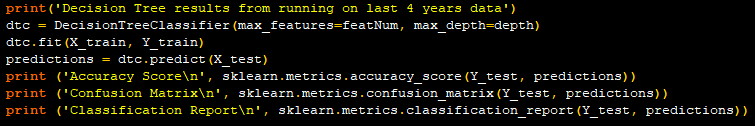 print('Decision Tree results from running on last 4 years data')
dtc = DecisionTreeClassifier(max_features=featNum, max_depth=depth)
dtc.fit(X_train, Y_train)
predictions = dtc.predict(X_test)
print ('Accuracy Score\n', sklearn.metrics.accuracy_score(Y_test, predictions))
print ('Confusion Matrix\n', sklearn.metrics.confusion_matrix(Y_test, predictions))
print ('Classification Report\n', sklearn.metrics.classification_report(Y_test, predictions))